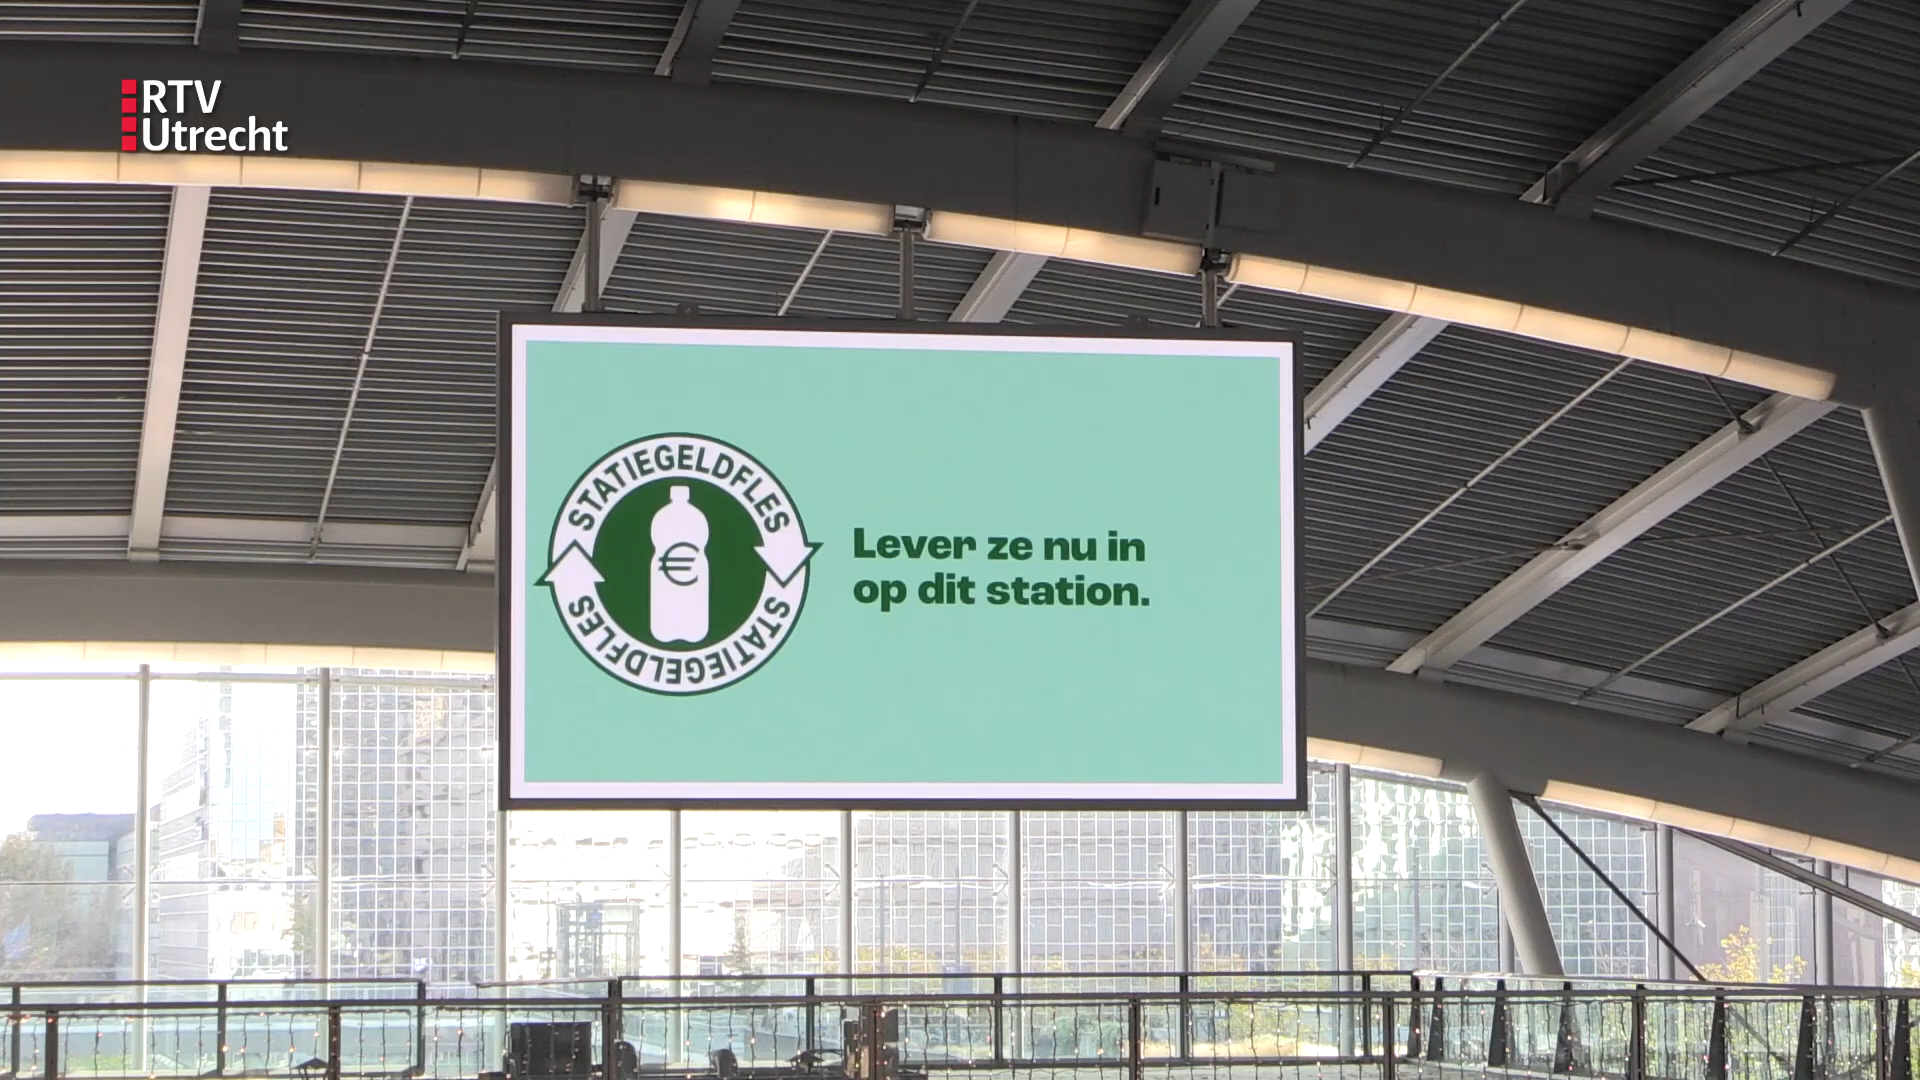 RTV
Utrecht
STATIEGELDFLES
€
STATIEGELDFLES
Lever ze nu in
op dit station.